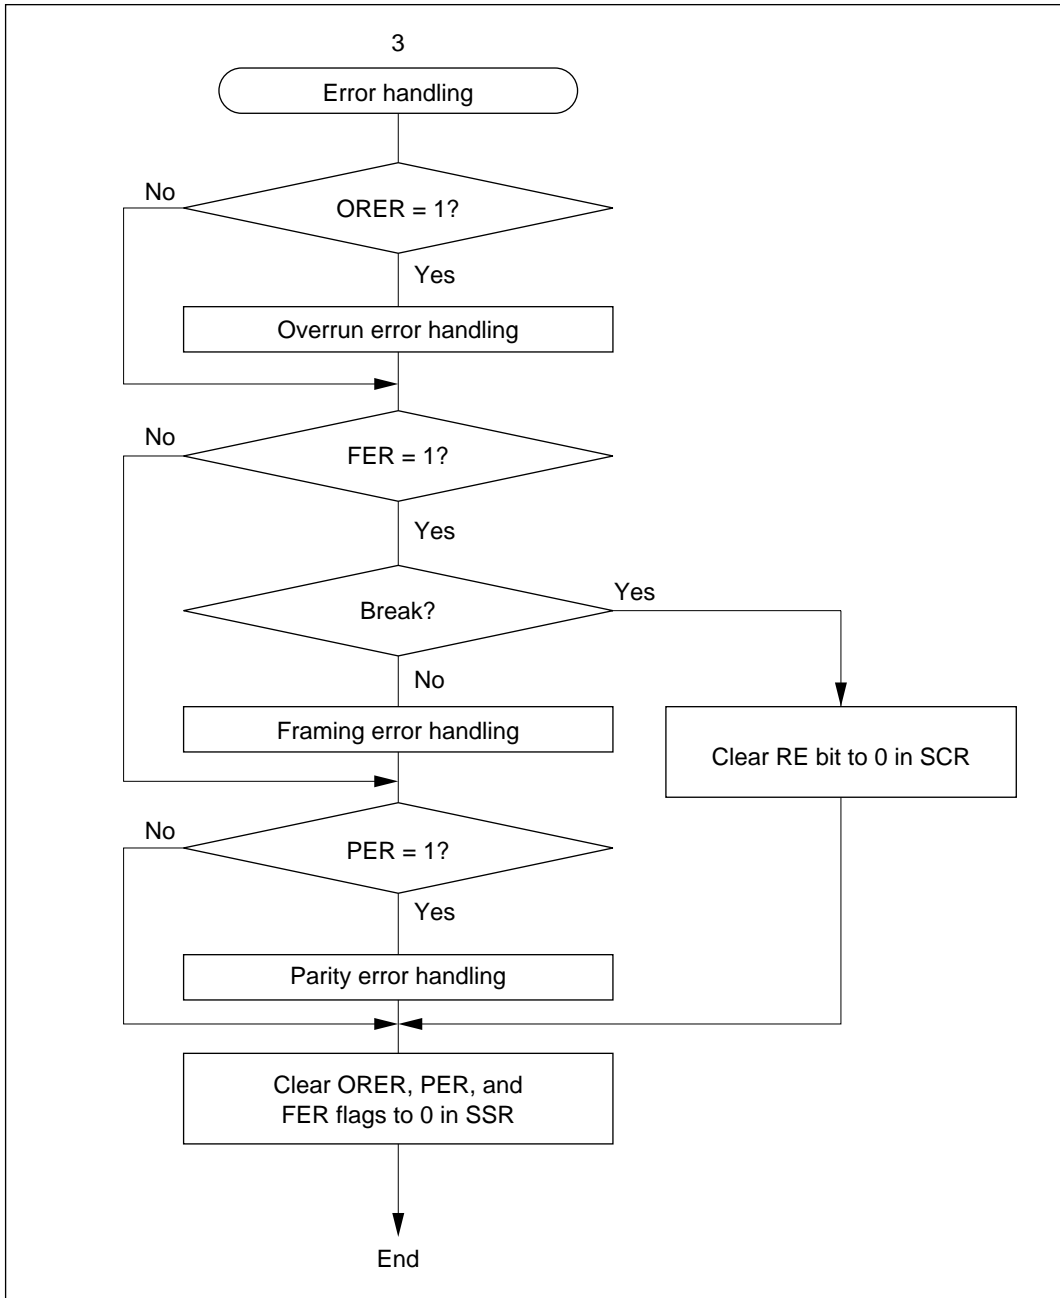 3
Error handling
No
ORER = 1?
Yes
Overrun error handling
No
FER = 1?
Yes
Break?
Yes
No
Framing error handling
Clear RE bit to 0 in SCR
No
PER = 1?
Yes
Parity error handling
Clear ORER, PER, and
FER flags to 0 in SSR
End